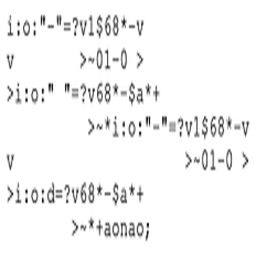 i:o:"-"=?v1$68*-v
v        >~01-0 >
>i:o:" "=?v68*-$a*+
          >~*i:o:"-"=?v1$68*-v
v                     >~01-0 >
>i:o:d=?v68*-$a*+
        >~*+aonao;